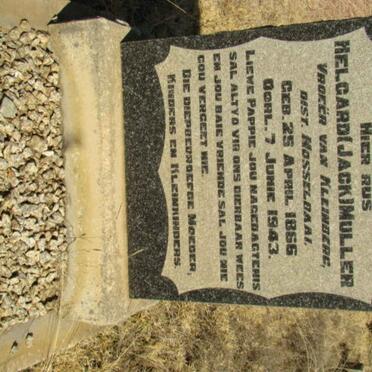 HIER RUS
HELGARD (JACK) MULLER
VROEËR VAN KLEINBERG,
DIST. KOSSELDAAL
GEB. 25 APRIL 1866
OORL. 7 JUNIE 1943.
LIEWE PAPPIE JOU NAGEDAGTENIS
SAL ALTYD VIR ONS DIERBAAR WEES
EN JOU BAIE VRIENDE SAL JOU NIE
GOU VERGEET NIE
DIE DIEPBEDROEFDE MOEDER,
KINDERS EN KLEINKINDERS.